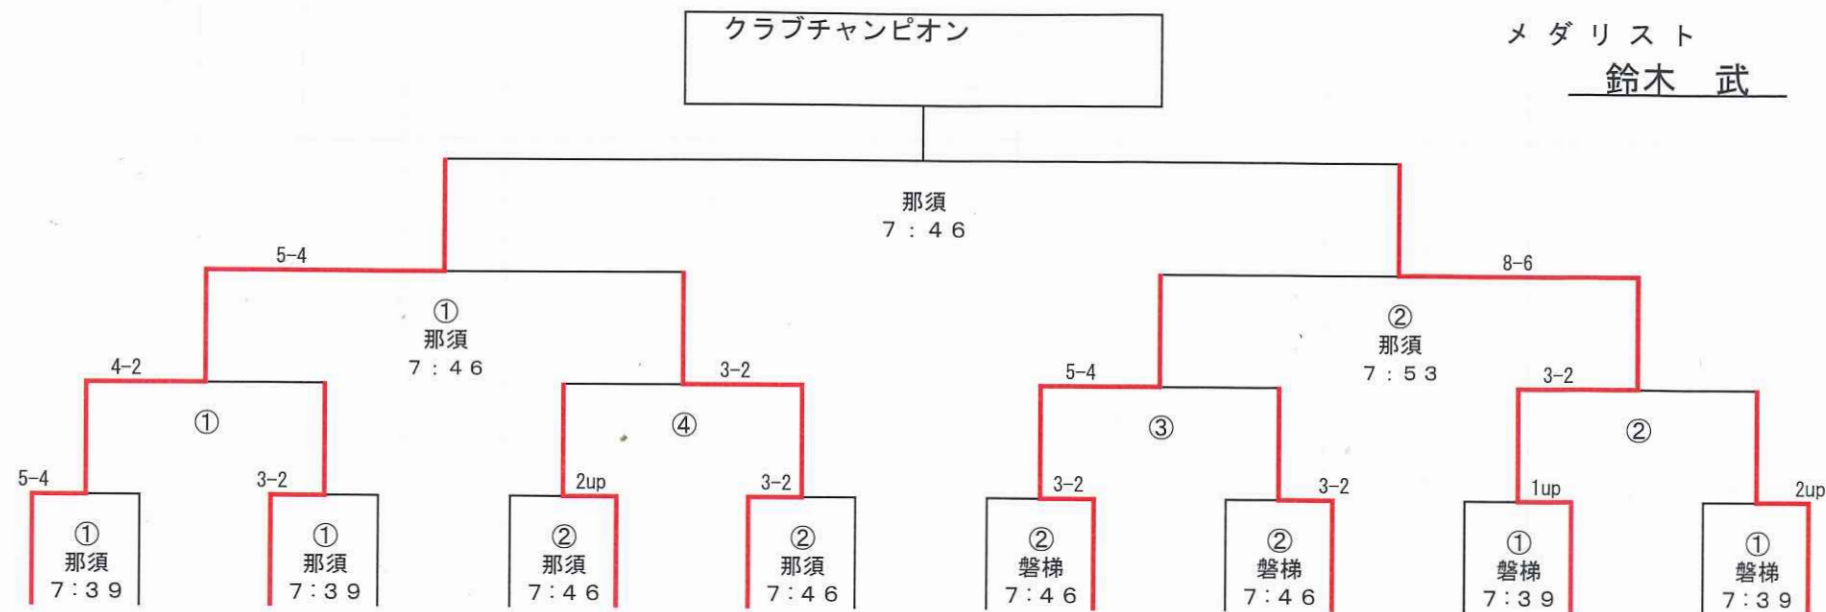 クラブチャンピオン
メダリスト
鈴木　武
那須
7：46
5-4
8-6
①
那須
7：46
②
那須
7：53
4-2
3-2
5-4
3-2
①
④
③
②
5-4
3-2
2up
3-2
3-2
3-2
1up
2up
①
那須
7：39
①
那須
7：39
②
那須
7：46
②
那須
7：46
②
磐梯
7：46
②
磐梯
7：46
①
磐梯
7：39
①
磐梯
7：39